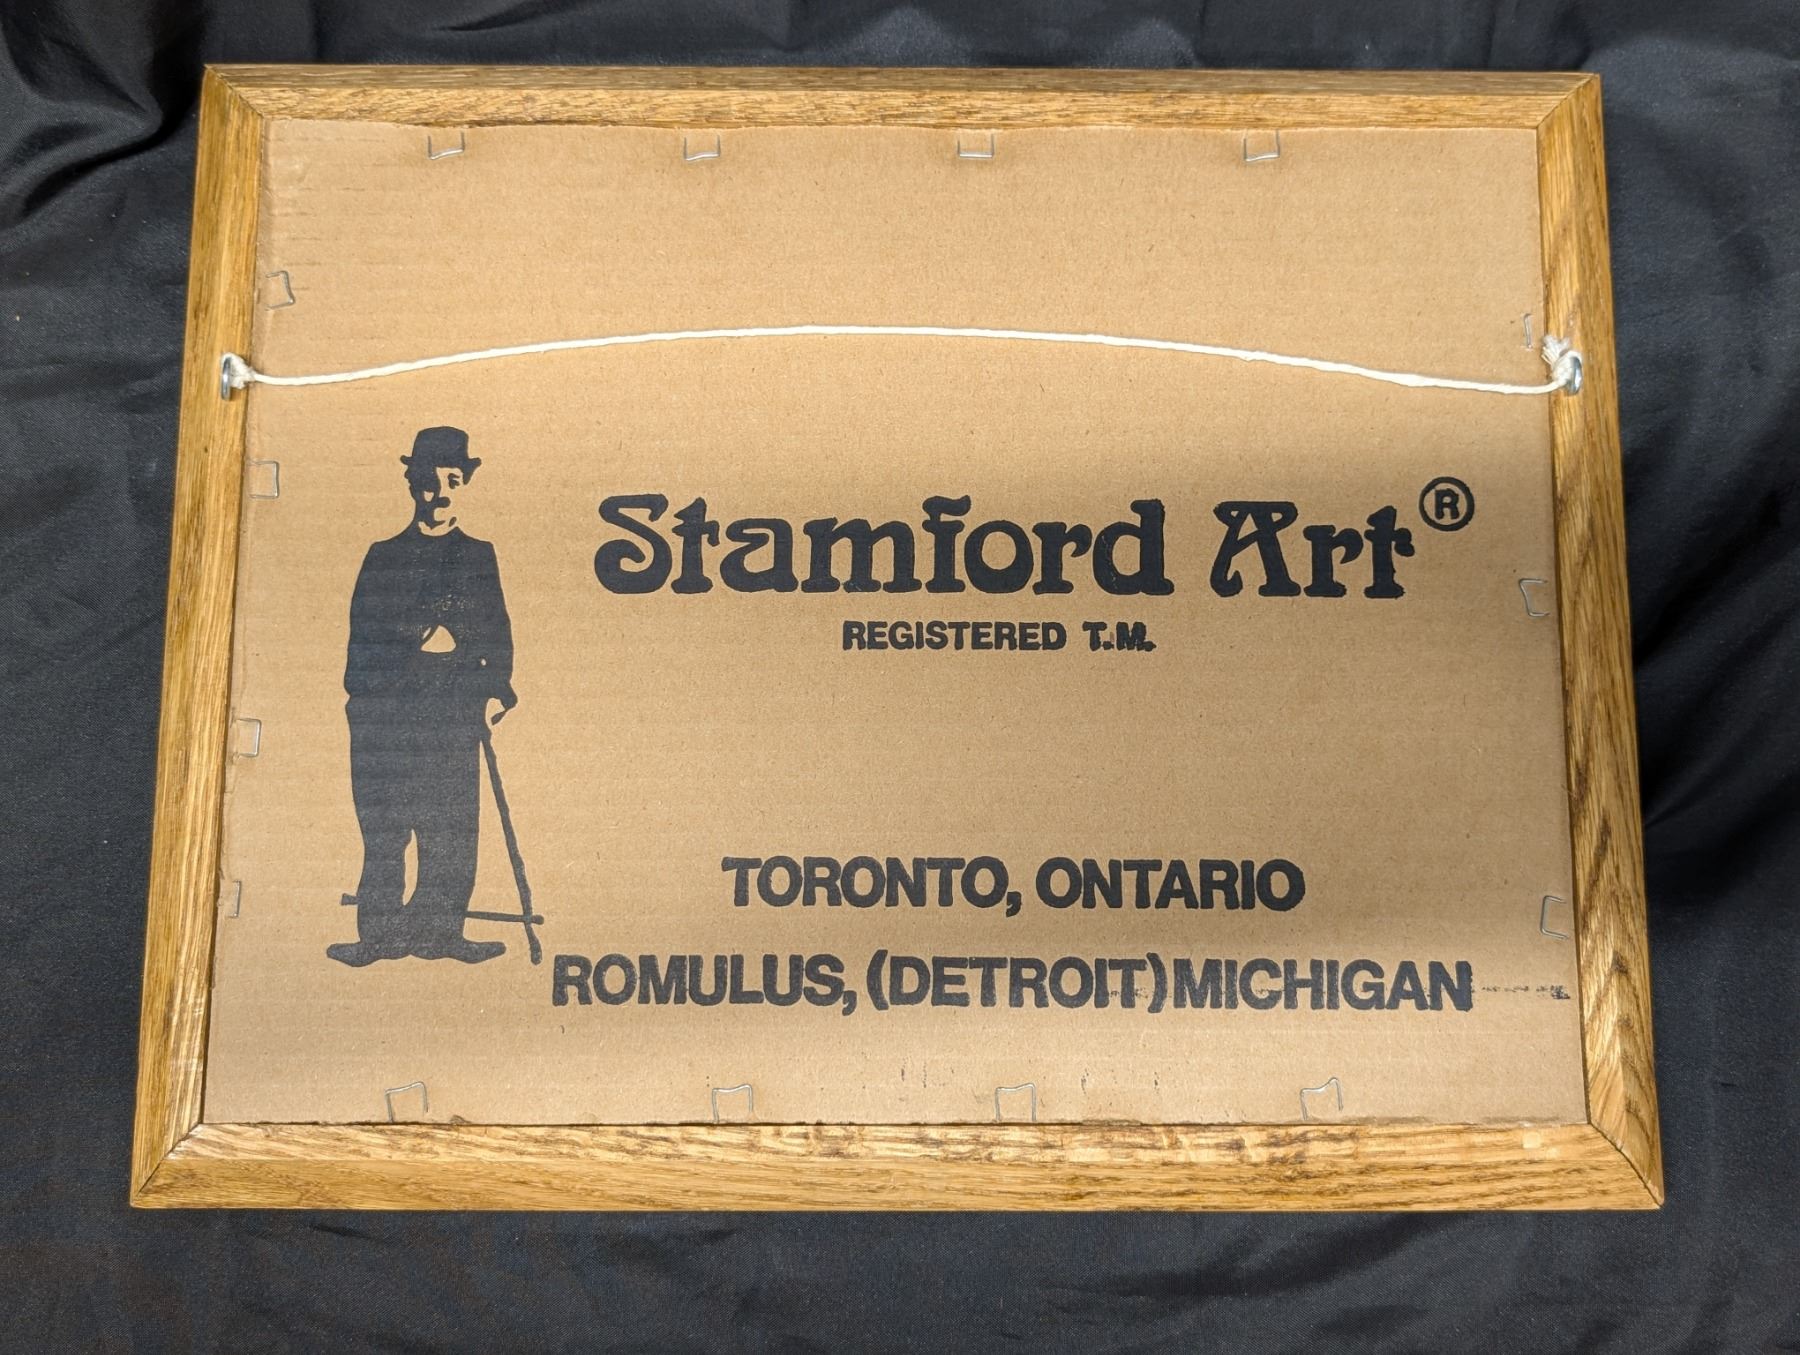 Stamford Art®
REGISTERED T.M.
TORONTO, ONTARIO
ROMULUS, (DETROIT) MICHIGAN